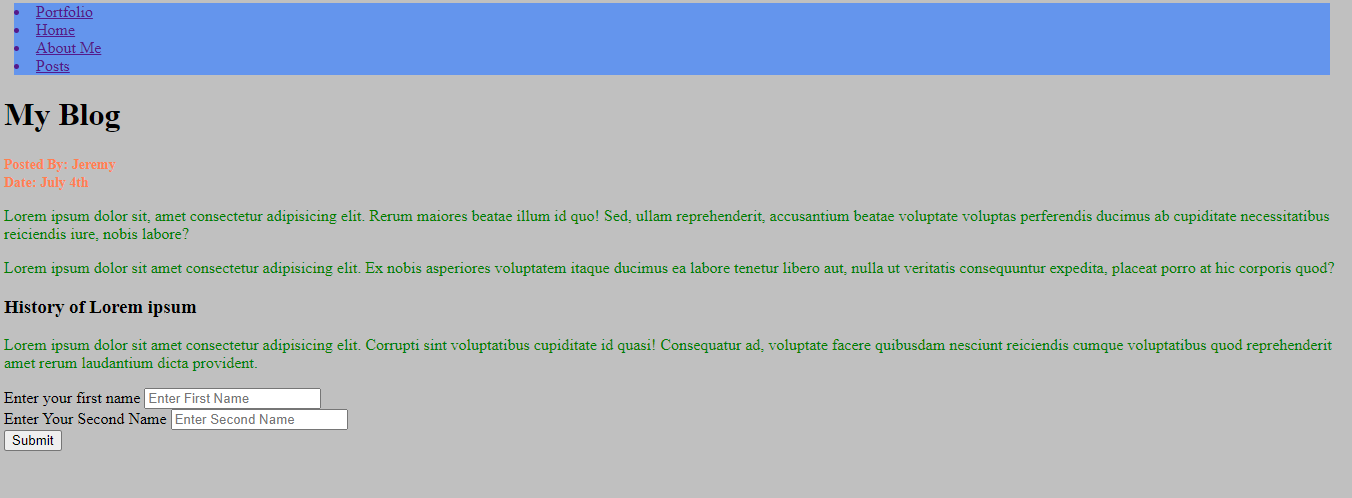 Portfolio
Home
About Me
Posts
My Blog
Posted By: Jeremy
Date: July 4th
Lorem ipsum dolor sit, amet consectetur adipisicing elit. Rerum maiores beatae illum id quo! Sed, ullam reprehenderit, accusantium beatae voluptate voluptas perferendis ducimus ab cupiditate necessitatibus
reiciendis iure, nobis labore?
Lorem ipsum dolor sit amet consectetur adipisicing elit. Ex nobis asperiores voluptatem itaque ducimus ea labore tenetur libero aut, nulla ut veritatis consequuntur expedita, placeat porro at hic corporis quod?
History of Lorem ipsum
Lorem ipsum dolor sit amet consectetur adipisicing elit. Corrupti sint voluptatibus cupiditate id quasi! Consequatur ad, voluptate facere quibusdam nesciunt reiciendis cumque voluptatibus quod reprehenderit
amet rerum laudantium dicta provident.
Enter your first name Enter First Name
Enter Your Second Name Enter Second Name
Submit